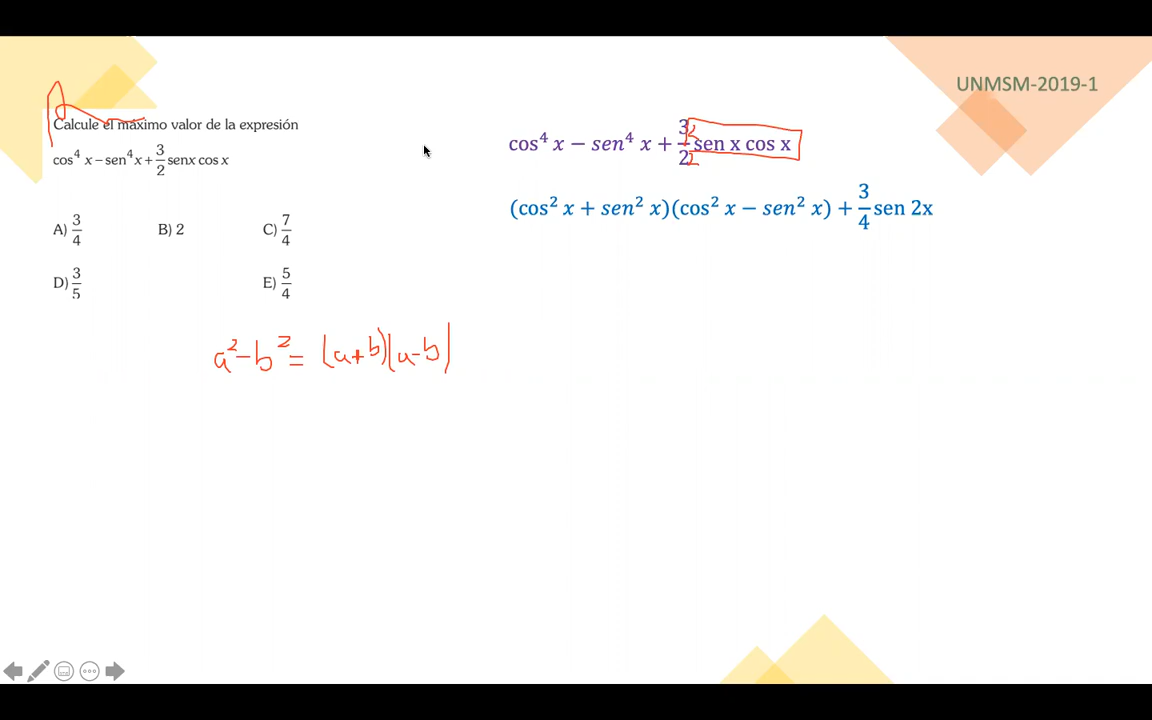 UNMSM-2019-1
Calcule el máximo valor de la expresión
cos⁴ x − sen⁴ x + 3/2 senx cos x
A) 3/4
B) 2
C) 7/4
D) 3/5
E) 5/4
a² − b² = (a+b)(a−b)
cos⁴ x − sen⁴ x + 3/2 2/2 sen x cos x
(cos² x + sen² x)(cos² x − sen² x) + 3/4 sen 2x